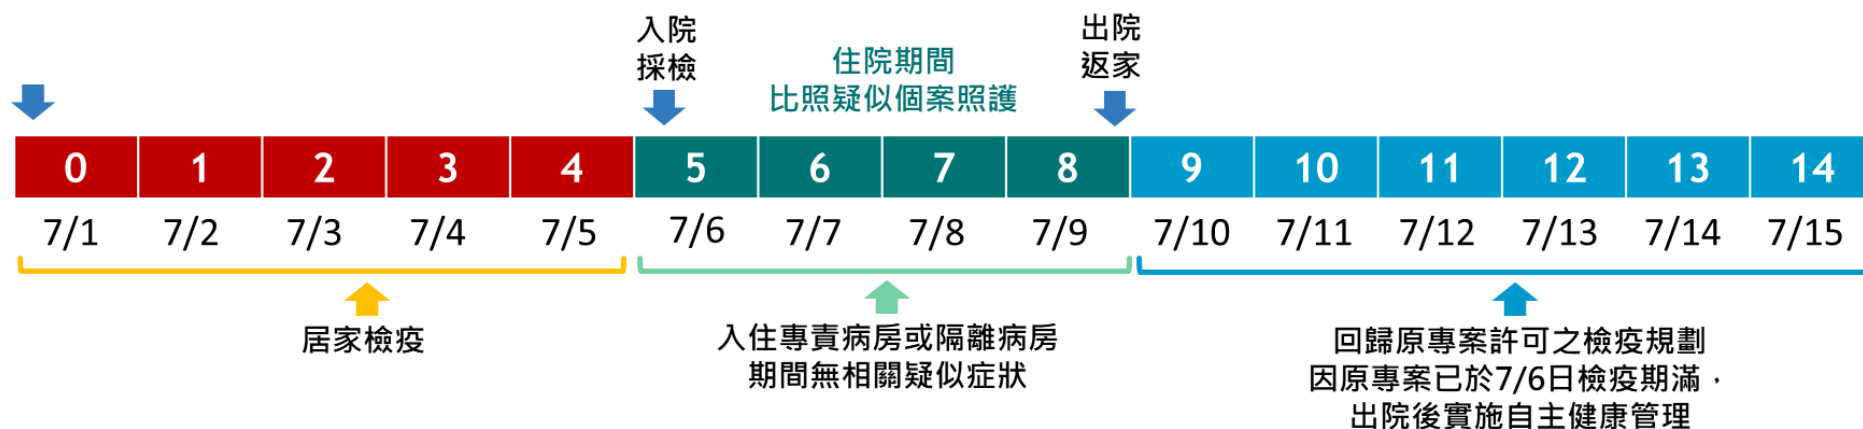 入院
採檢
住院期間
比照疑似個案照護
出院
返家
0 1 2 3 4 5 6 7 8 9 10 11 12 13 14
7/1 7/2 7/3 7/4 7/5 7/6 7/7 7/8 7/9 7/10 7/11 7/12 7/13 7/14 7/15
居家檢疫
入住專責病房或隔離病房
期間無相關疑似症狀
回歸原專案許可之檢疫規劃
因原專案已於7/6日檢疫期滿，
出院後實施自主健康管理